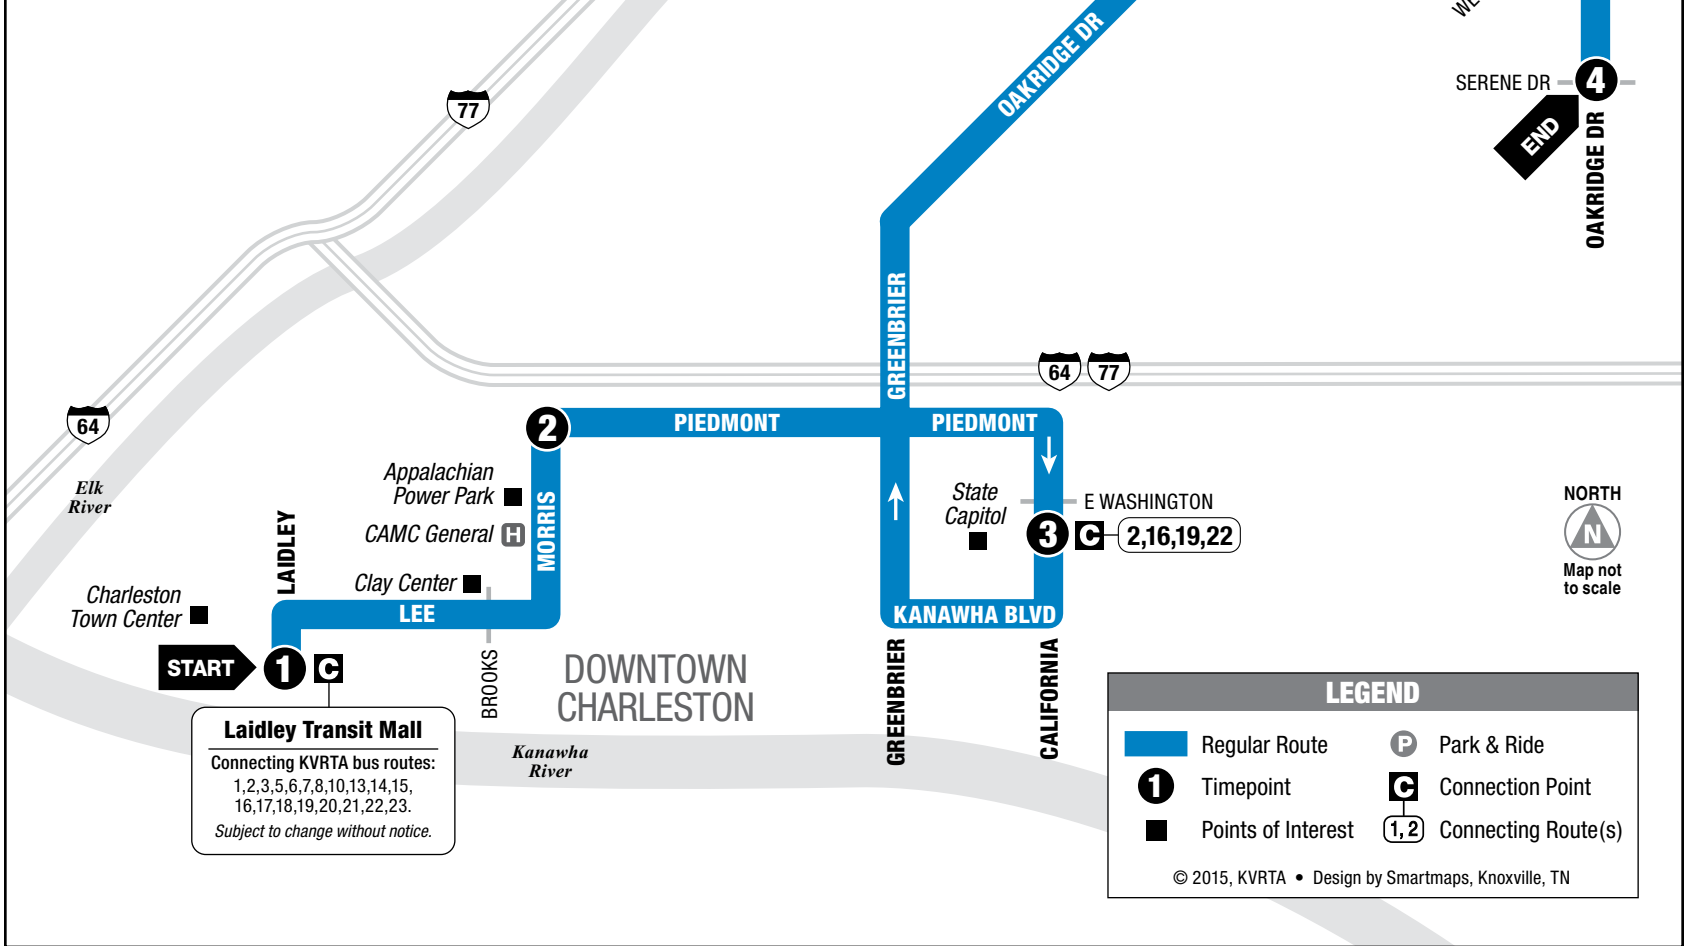 OAKRIDGE DR
SERENE DR
4
END
OAKRIDGE DR
77
64
Elk
River
GREENBRIER
64
77
2
PIEDMONT
PIEDMONT
Appalachian
Power Park
CAMC General
H
MORRIS
Clay Center
LAIDLEY
LEE
Charleston
Town Center
START
1
C
BROOKS
Laidley Transit Mall
Connecting KVRTA bus routes:
1,2,3,5,6,7,8,10,13,14,15,
16,17,18,19,20,21,22,23.
Subject to change without notice.
DOWNTOWN
CHARLESTON
Kanawha
River
State
Capitol
E WASHINGTON
3
C
2,16,19,22
KANAWHA BLVD
GREENBRIER
CALIFORNIA
NORTH
N
Map not
to scale
LEGEND
Regular Route
P
Park & Ride
1
Timepoint
C
Connection Point
Points of Interest
1, 2
Connecting Route(s)
© 2015, KVRTA • Design by Smartmaps, Knoxville, TN